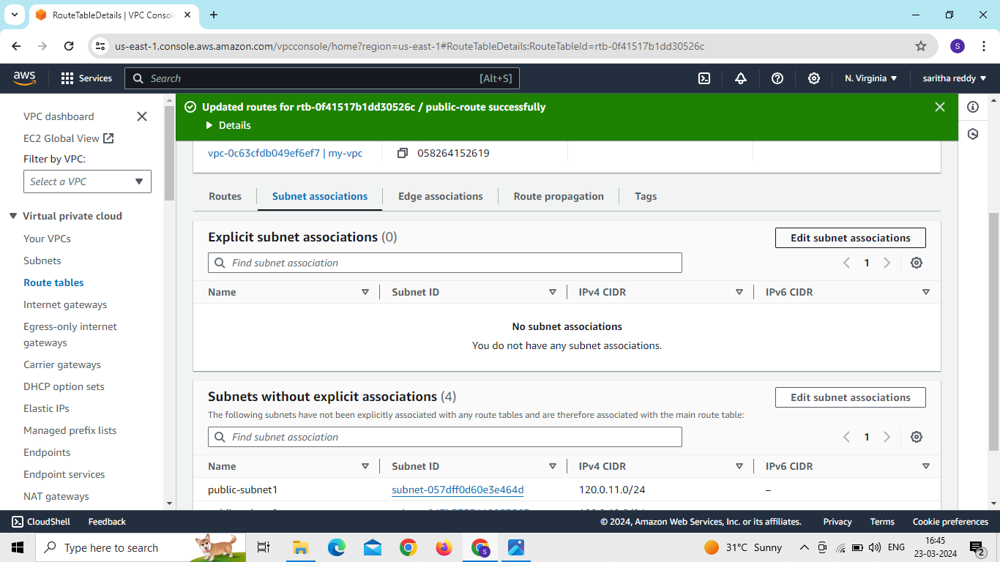 RouteTableDetails | VPC Consol
us-east-1.console.aws.amazon.com/vpcconsole/home?region=us-east-1#RouteTableDetails:RouteTableId=rtb-0f41517b1dd30526c
S
aws
Services
Search
[Alt+S]
N. Virginia
saritha reddy
VPC dashboard
EC2 Global View
Filter by VPC:
Select a VPC
Virtual private cloud
Your VPCs
Subnets
Route tables
Internet gateways
Egress-only internet
gateways
Carrier gateways
DHCP option sets
Elastic IPs
Managed prefix lists
Endpoints
Endpoint services
NAT gateways
Updated routes for rtb-0f41517b1dd30526c / public-route successfully
Details
vpc-0c63cfdb049ef6ef7 | my-vpc
058264152619
Routes
Subnet associations
Edge associations
Route propagation
Tags
Explicit subnet associations (0)
Edit subnet associations
Find subnet association
1
Name
Subnet ID
IPv4 CIDR
IPv6 CIDR
No subnet associations
You do not have any subnet associations.
Subnets without explicit associations (4)
Edit subnet associations
The following subnets have not been explicitly associated with any route tables and are therefore associated with the main route table:
Find subnet association
1
Name
Subnet ID
IPv4 CIDR
IPv6 CIDR
public-subnet1
subnet-057dff0d60e3e464d
120.0.11.0/24
–
CloudShell
Feedback
© 2024, Amazon Web Services, Inc. or its affiliates.
Privacy
Terms
Cookie preferences
Type here to search
S
31°C Sunny
ENG
16:45
23-03-2024
2